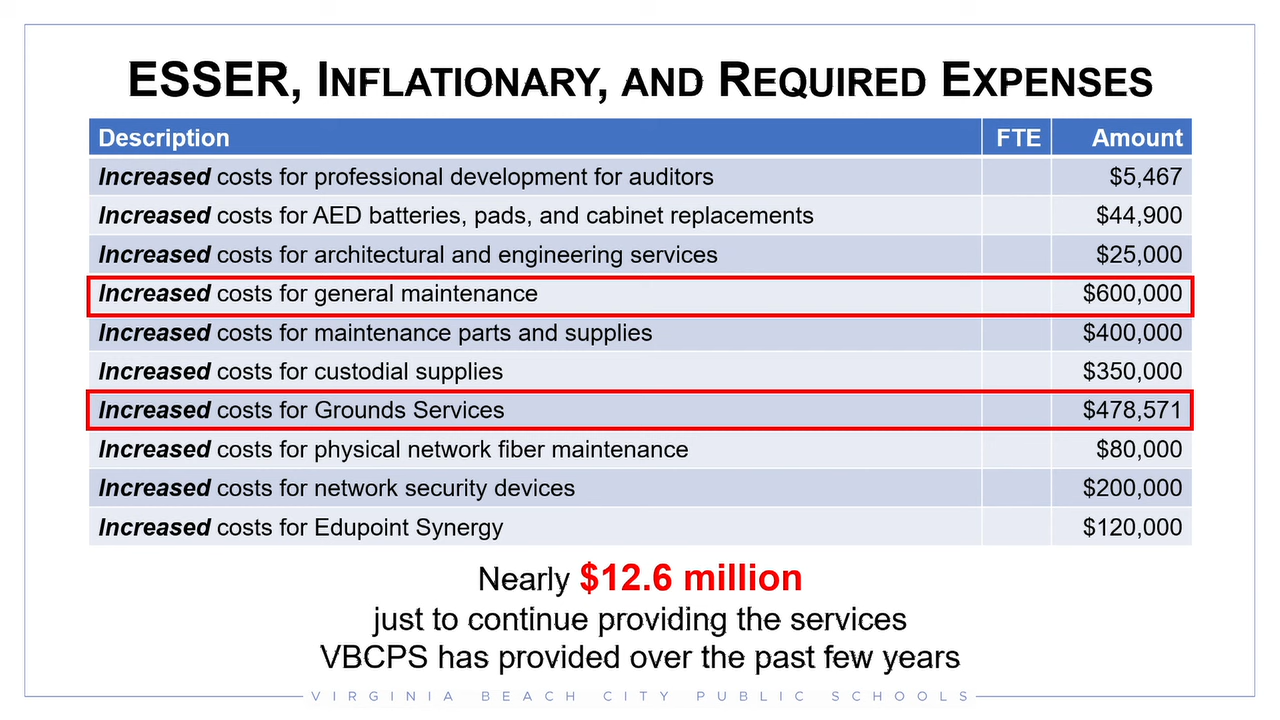 ESSER, INFLATIONARY, AND REQUIRED EXPENSES
Description FTE Amount
Increased costs for professional development for auditors $5,467
Increased costs for AED batteries, pads, and cabinet replacements $44,900
Increased costs for architectural and engineering services $25,000
Increased costs for general maintenance $600,000
Increased costs for maintenance parts and supplies $400,000
Increased costs for custodial supplies $350,000
Increased costs for Grounds Services $478,571
Increased costs for physical network fiber maintenance $80,000
Increased costs for network security devices $200,000
Increased costs for Edupoint Synergy $120,000
Nearly $12.6 million
just to continue providing the services
VBCPS has provided over the past few years
VIRGINIA BEACH CITY PUBLIC SCHOOLS